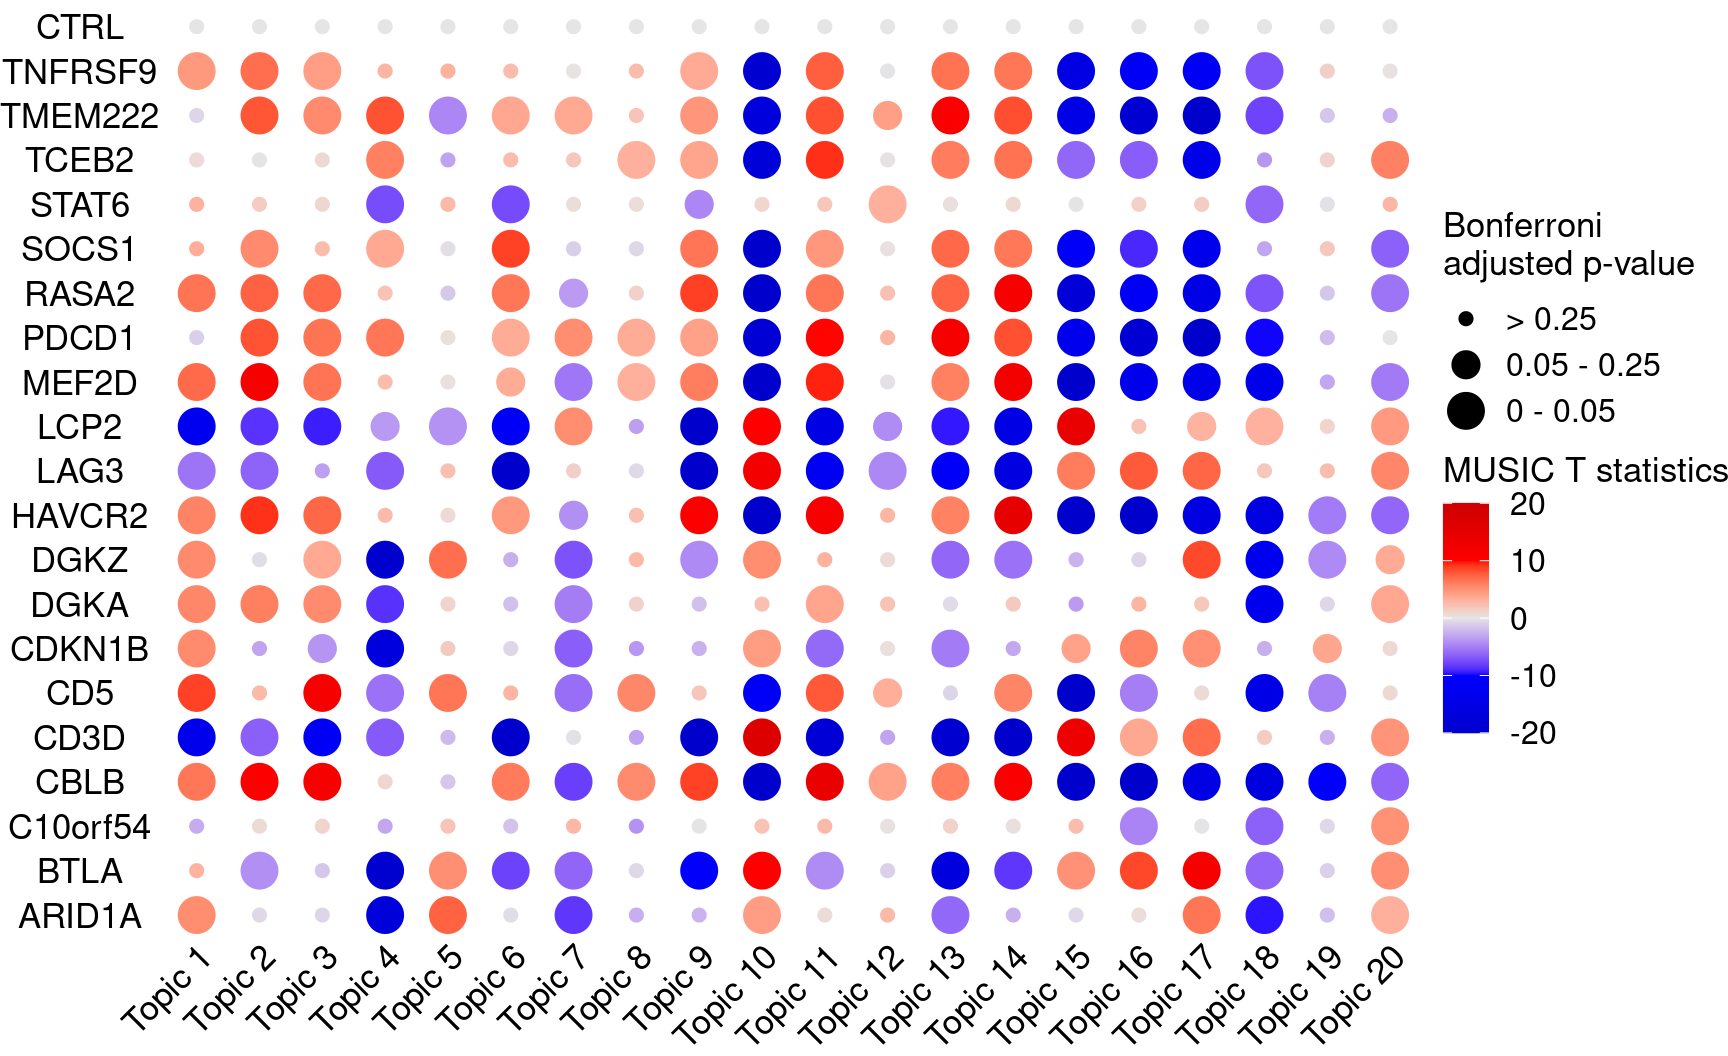 CTRL
TNFRSF9
TMEM222
TCEB2
STAT6
SOCS1
RASA2
PDCD1
MEF2D
LCP2
LAG3
HAVCR2
DGKZ
DGKA
CDKN1B
CD5
CD3D
CBLB
C10orf54
BTLA
ARID1A
Topic 1
Topic 2
Topic 3
Topic 4
Topic 5
Topic 6
Topic 7
Topic 8
Topic 9
Topic 10
Topic 11
Topic 12
Topic 13
Topic 14
Topic 15
Topic 16
Topic 17
Topic 18
Topic 19
Topic 20
Bonferroni
adjusted p-value
> 0.25
0.05 - 0.25
0 - 0.05
MUSIC T statistics
20
10
0
-10
-20